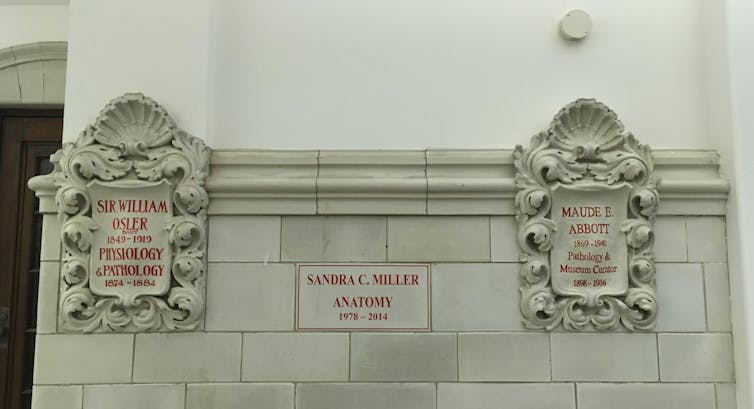 SIR WILLIAM
OSLER
BART
1849-1919
PHYSIOLOGY
& PATHOLOGY
1874-1884
SANDRA C. MILLER
ANATOMY
1978 – 2014
MAUDE E.
ABBOTT
1869-1940
Pathology &
Museum Curator
1898-1936